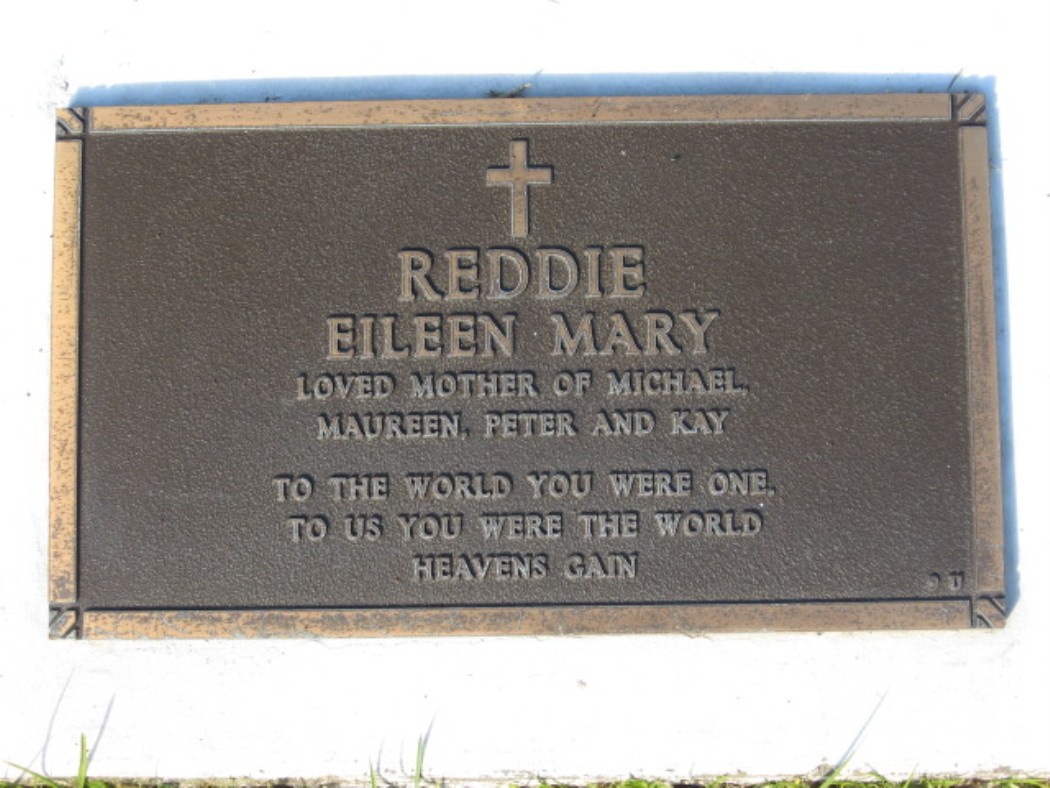 REDDIE
EILEEN MARY
LOVED MOTHER OF MICHAEL,
MAUREEN, PETER AND KAY
TO THE WORLD YOU WERE ONE,
TO US YOU WERE THE WORLD
HEAVENS GAIN